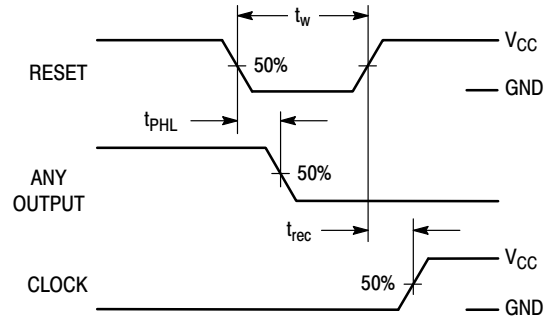 t_w
V_CC
RESET
50%
GND
t_PHL
50%
ANY
OUTPUT
t_rec
V_CC
50%
CLOCK
GND